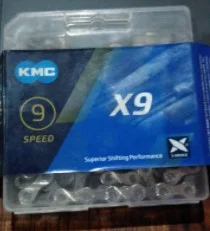 KMC
9
SPEED
X9
Superior Shifting Performance
X